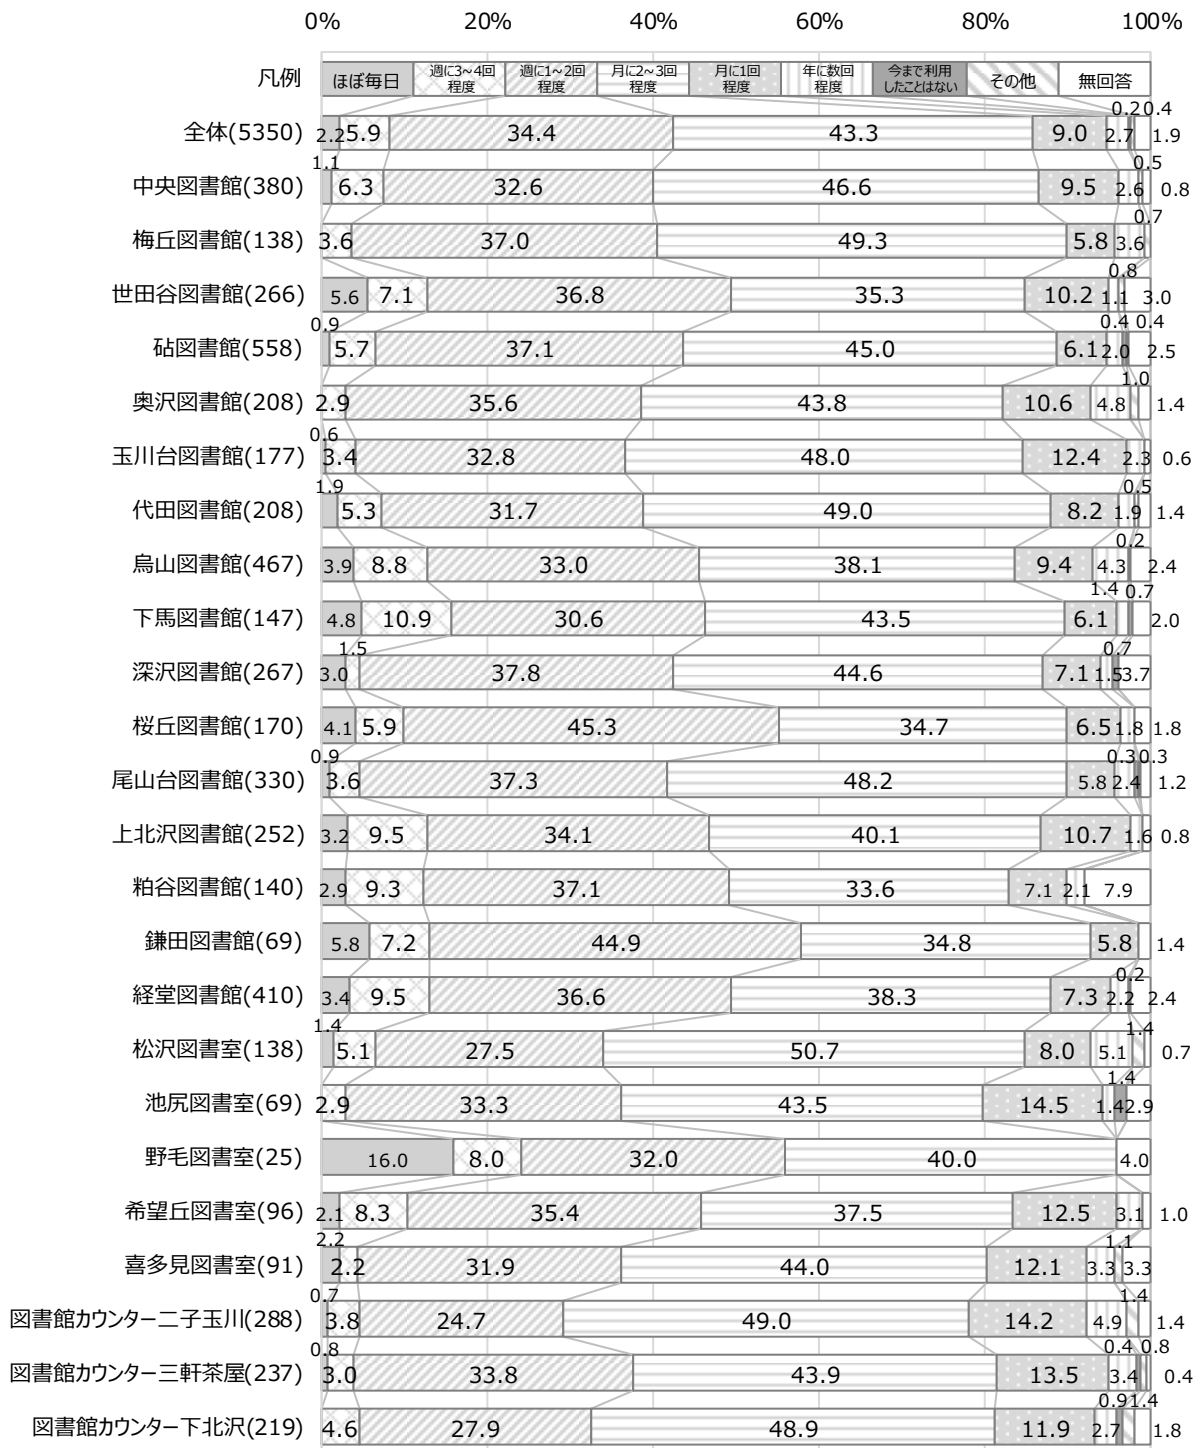 0% 20% 40% 60% 80% 100%
凡例 ほぼ毎日 週に3~4回程度 週に1~2回程度 月に2~3回程度 月に1回程度 年に数回程度 今まで利用したことはない その他 無回答
全体(5350) 2.2 5.9 34.4 43.3 9.0 2.7 0.2 0.4 1.9
中央図書館(380) 1.1 6.3 32.6 46.6 9.5 2.6 0.5 0.8
梅丘図書館(138) 3.6 37.0 49.3 5.8 3.6 0.7
世田谷図書館(266) 5.6 7.1 36.8 35.3 10.2 1.1 0.8 3.0
砧図書館(558) 0.9 5.7 37.1 45.0 6.1 2.0 0.4 0.4 2.5
奥沢図書館(208) 2.9 35.6 43.8 10.6 4.8 1.0 1.4
玉川台図書館(177) 0.6 3.4 32.8 48.0 12.4 2.3 0.6
代田図書館(208) 1.9 5.3 31.7 49.0 8.2 1.9 0.5 1.4
烏山図書館(467) 3.9 8.8 33.0 38.1 9.4 4.3 0.2 2.4
下馬図書館(147) 4.8 10.9 30.6 43.5 6.1 1.4 0.7 2.0
深沢図書館(267) 3.0 1.5 37.8 44.6 7.1 1.5 0.7 3.7
桜丘図書館(170) 4.1 5.9 45.3 34.7 6.5 1.8 1.8
尾山台図書館(330) 0.9 3.6 37.3 48.2 5.8 2.4 0.3 0.3 1.2
上北沢図書館(252) 3.2 9.5 34.1 40.1 10.7 1.6 0.8
粕谷図書館(140) 2.9 9.3 37.1 33.6 7.1 2.1 7.9
鎌田図書館(69) 5.8 7.2 44.9 34.8 5.8 1.4
経堂図書館(410) 3.4 9.5 36.6 38.3 7.3 2.2 0.2 2.4
松沢図書室(138) 1.4 5.1 27.5 50.7 8.0 5.1 1.4 0.7
池尻図書室(69) 2.9 33.3 43.5 14.5 1.4 1.4 2.9
野毛図書室(25) 16.0 8.0 32.0 40.0 4.0
希望丘図書室(96) 2.1 8.3 35.4 37.5 12.5 3.1 1.0
喜多見図書室(91) 2.2 2.2 31.9 44.0 12.1 3.3 1.1 3.3
図書館カウンター二子玉川(288) 0.7 3.8 24.7 49.0 14.2 4.9 1.4 1.4
図書館カウンター三軒茶屋(237) 0.8 3.0 33.8 43.9 13.5 3.4 0.4 0.8 0.4
図書館カウンター下北沢(219) 4.6 27.9 48.9 11.9 2.7 0.9 1.4 1.8